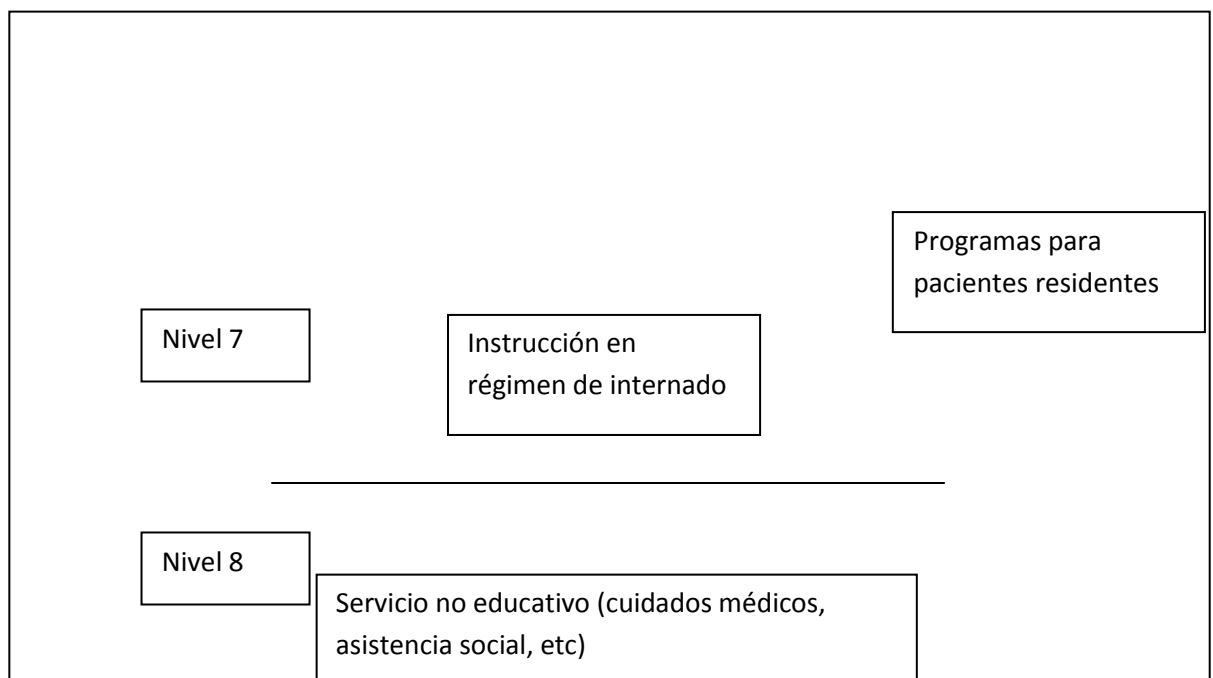 Programas para
pacientes residentes
Nivel 7
Instrucción en
régimen de internado
Nivel 8
Servicio no educativo (cuidados médicos,
asistencia social, etc)